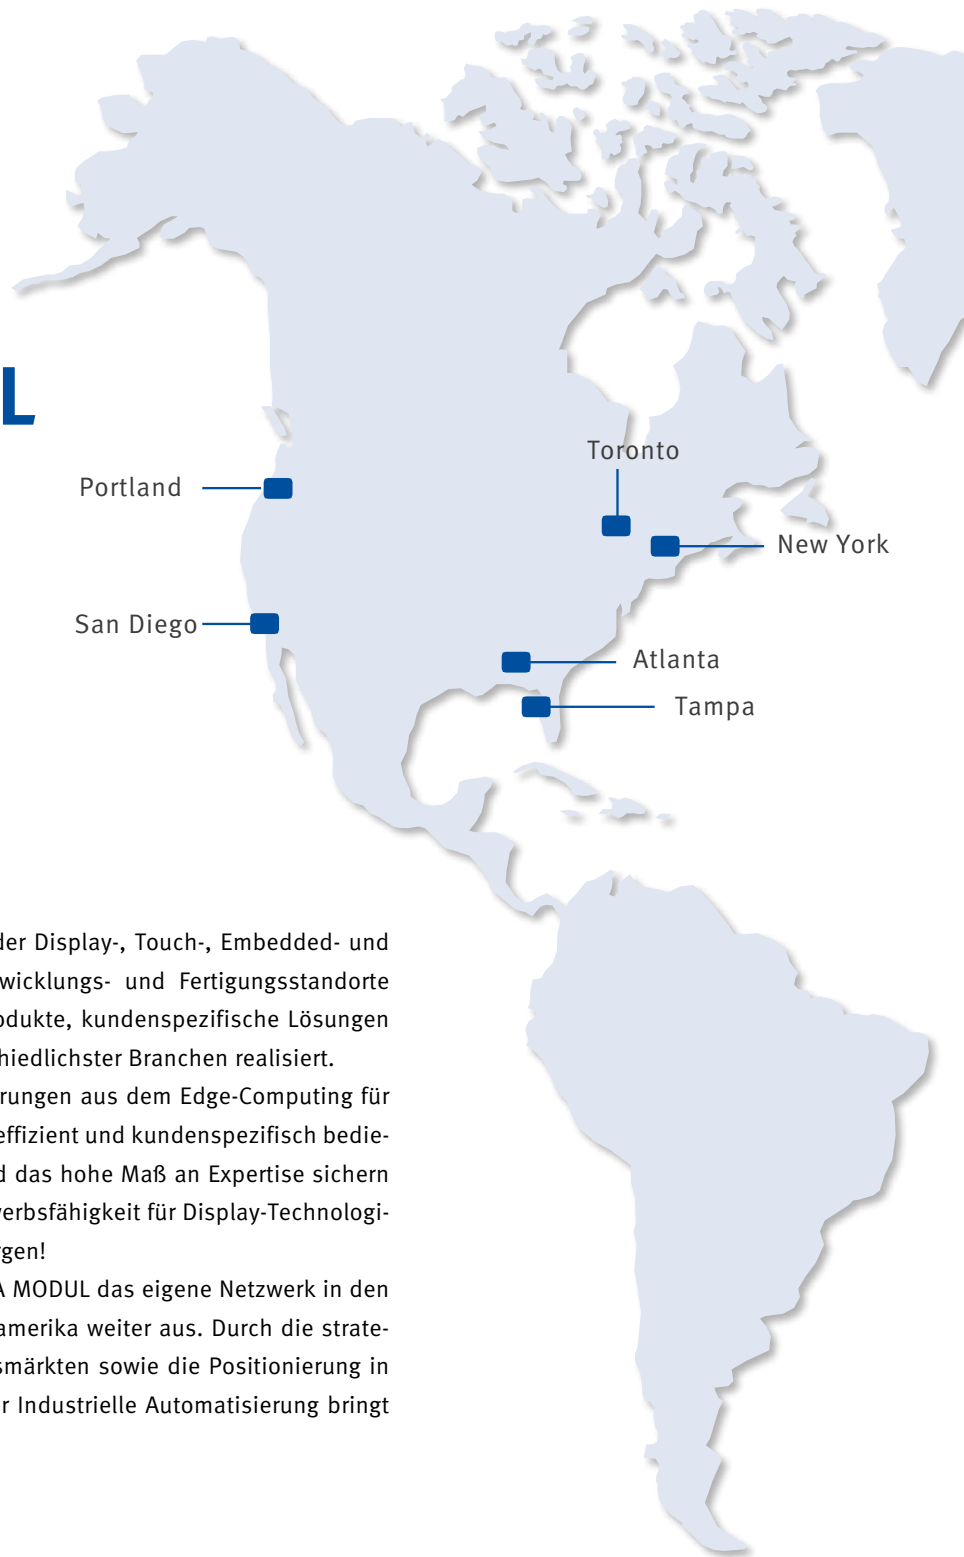 L
Toronto
Portland
New York
San Diego
Atlanta
Tampa
der Display-, Touch-, Embedded- und
wicklungs- und Fertigungsstandorte
odukte, kundenspezifische Lösungen
hiedlichster Branchen realisiert.
rungen aus dem Edge-Computing für
effizient und kundenspezifisch bedie-
d das hohe Maß an Expertise sichern
verbsfähigkeit für Display-Technologi-
rgen!
A MODUL das eigene Netzwerk in den
amerika weiter aus. Durch die strate-
smärkten sowie die Positionierung in
r Industrielle Automatisierung bringt